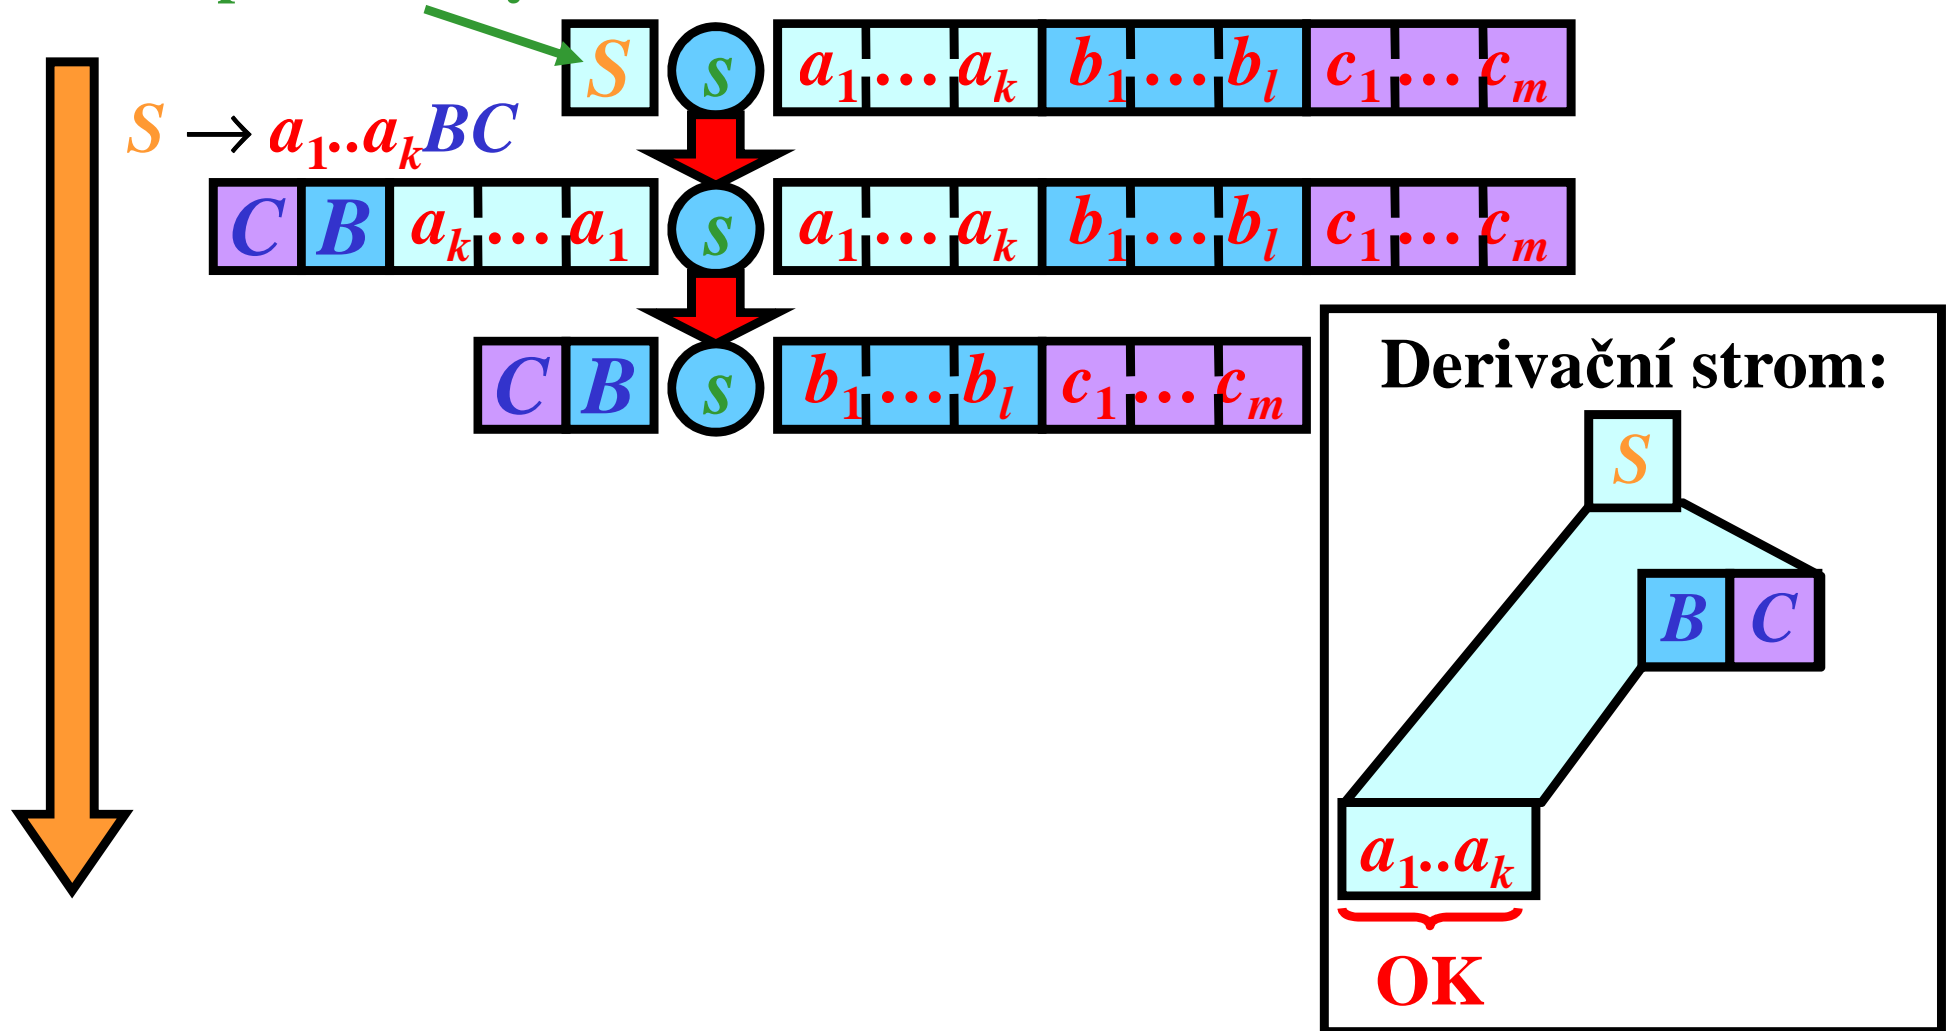 S s a₁ … aₖ b₁ … bₗ c₁ … cₘ
S → a₁..aₖBC
C B aₖ … a₁ s a₁ … aₖ b₁ … bₗ c₁ … cₘ
C B s b₁ … bₗ c₁ … cₘ
Derivační strom:
S
B C
a₁..aₖ
OK